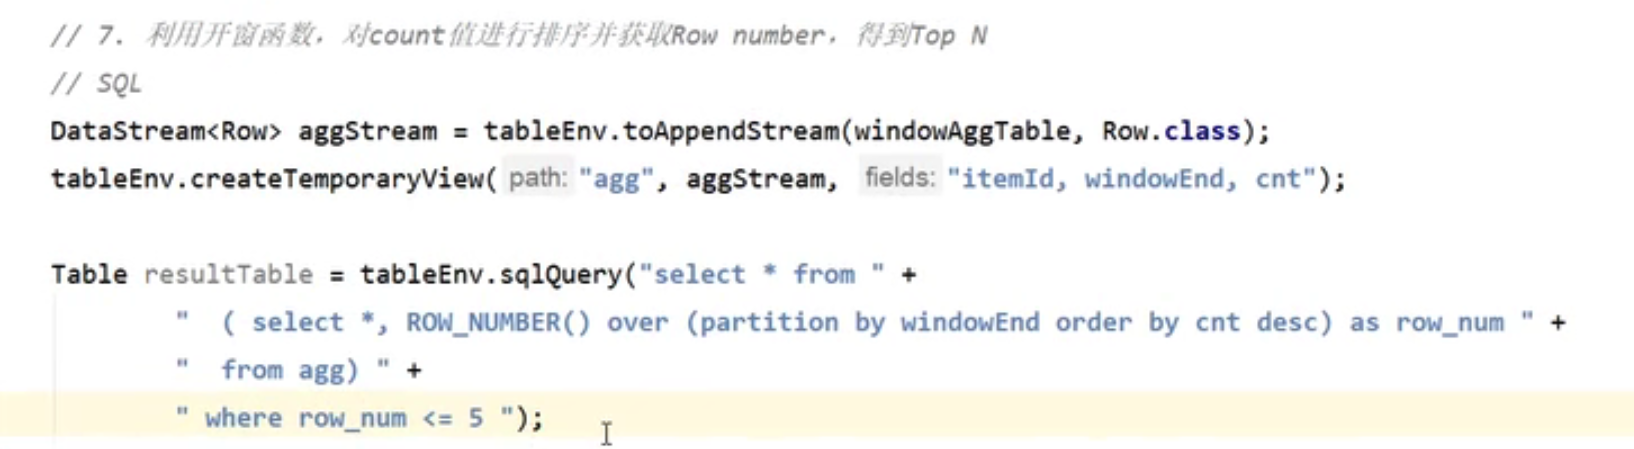 // 7. 利用开窗函数，对count值进行排序并获取Row number，得到Top N
// SQL
DataStream<Row> aggStream = tableEnv.toAppendStream(windowAggTable, Row.class);
tableEnv.createTemporaryView( path: "agg", aggStream, fields: "itemId, windowEnd, cnt");
Table resultTable = tableEnv.sqlQuery("select * from " +
"  ( select *, ROW_NUMBER() over (partition by windowEnd order by cnt desc) as row_num " +
"  from agg) " +
" where row_num <= 5 ");